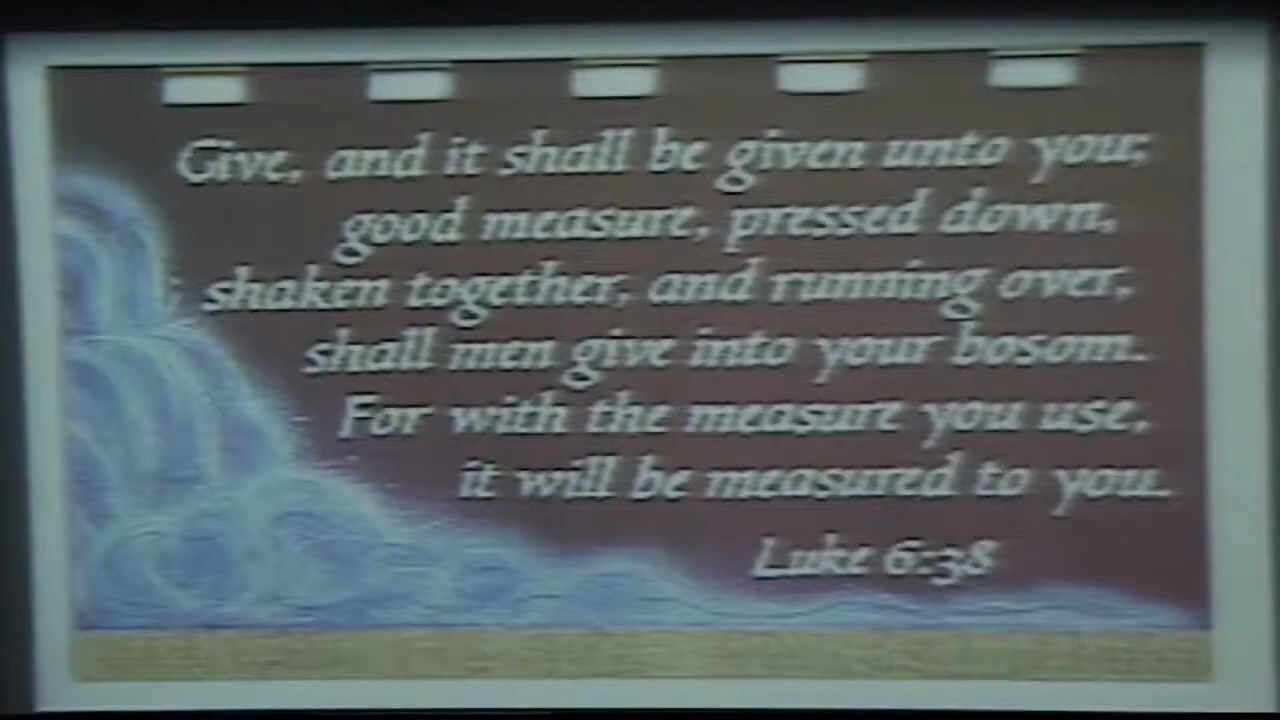 Give, and it shall be given unto you;
good measure, pressed down,
shaken together, and running over,
shall men give into your bosom.
For with the measure you use,
it will be measured to you.
Luke 6:38